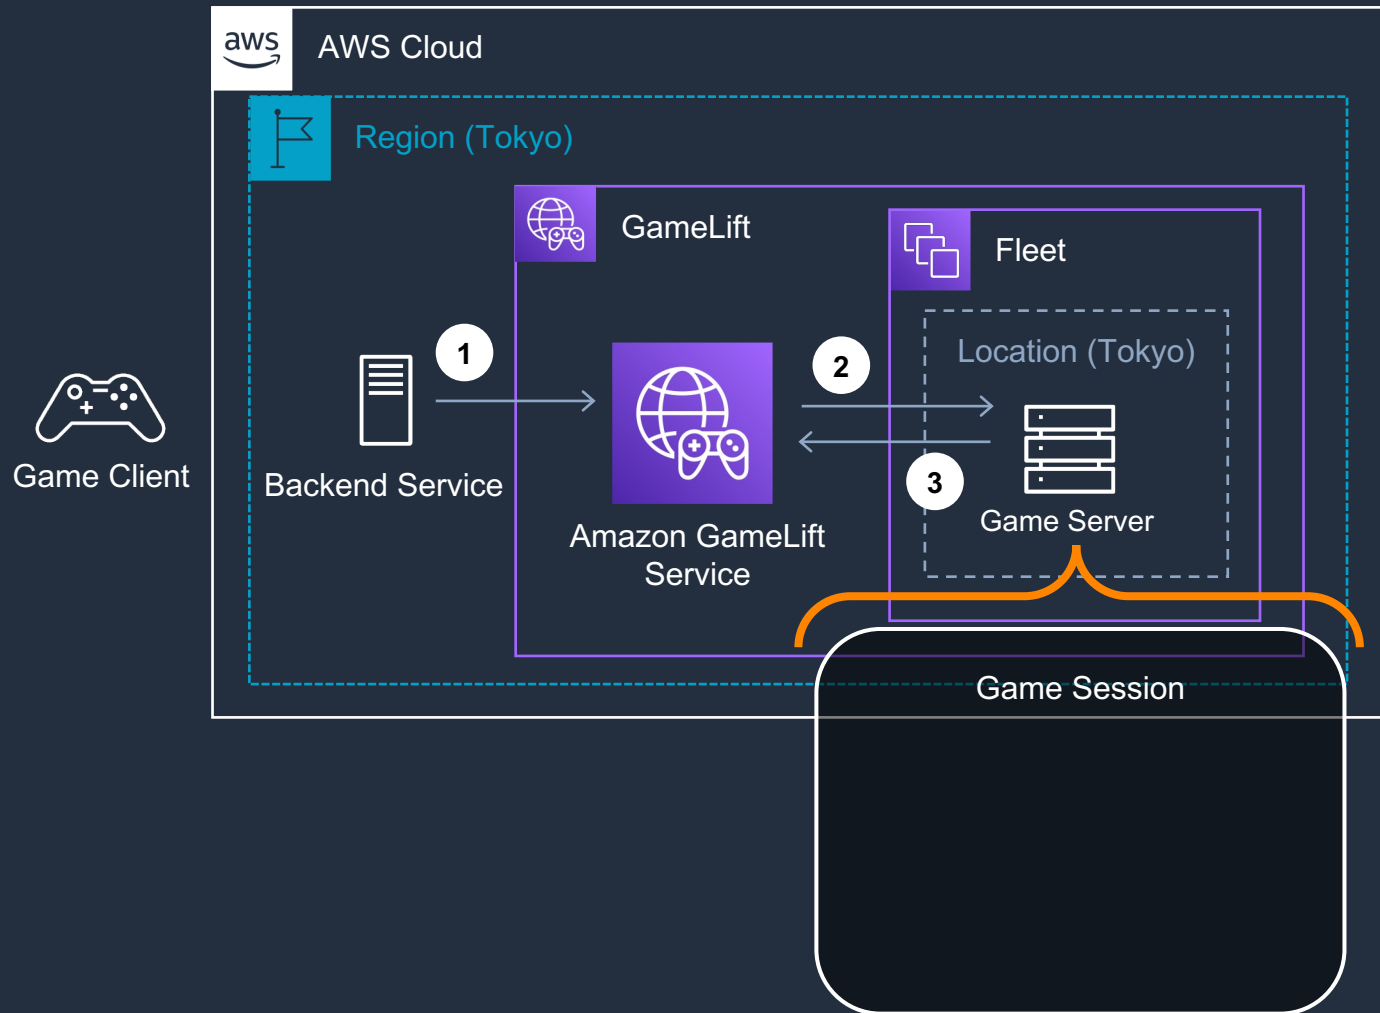 aws
AWS Cloud
Region (Tokyo)
GameLift
Fleet
1
2
Location (Tokyo)
3
Game Client
Backend Service
Amazon GameLift
Service
Game Server
Game Session